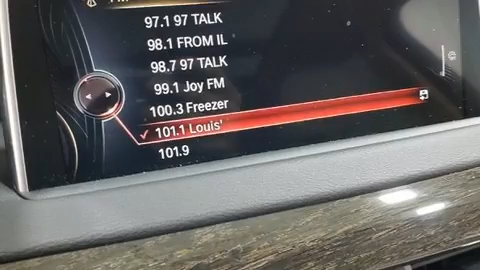 97.1 97 TALK
98.1 FROM IL
98.7 97 TALK
99.1 Joy FM
100.3 Freezer
101.1 Louis'
101.9